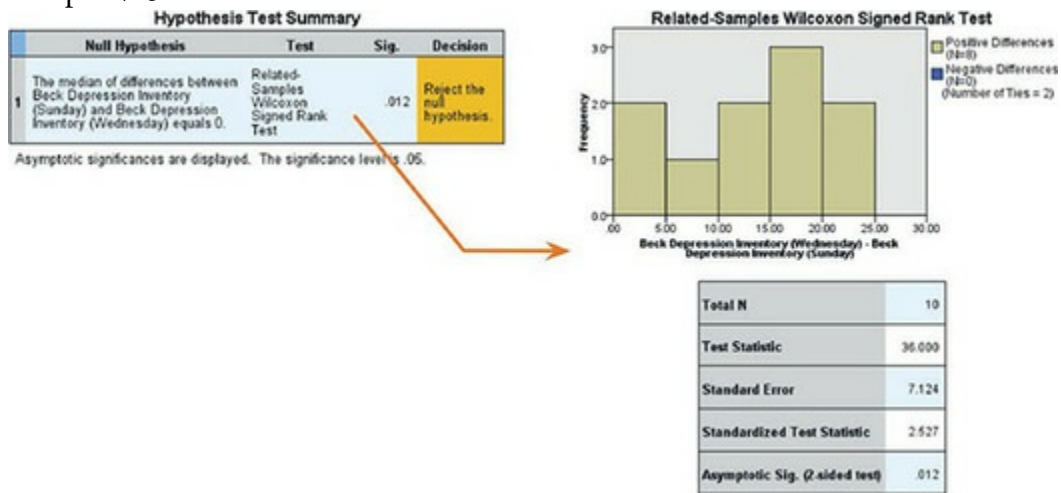 Hypothesis Test Summary
Null Hypothesis Test Sig. Decision
1 The median of differences between Beck Depression Inventory (Sunday) and Beck Depression Inventory (Wednesday) equals 0.
Related-
Samples
Wilcoxon
Signed Rank
Test
.012
Reject the
null
hypothesis.
Asymptotic significances are displayed. The significance level is .05.
Related-Samples Wilcoxon Signed Rank Test
Frequency
3.0
2.0
1.0
0.0
.00 5.00 10.00 15.00 20.00 25.00 30.00
Beck Depression Inventory (Wednesday) - Beck
Depression Inventory (Sunday)
Positive Differences
(N=8)
Negative Differences
(N=0)
(Number of Ties = 2)
Total N 10
Test Statistic 36.000
Standard Error 7.124
Standardized Test Statistic 2.527
Asymptotic Sig. (2-sided test) .012